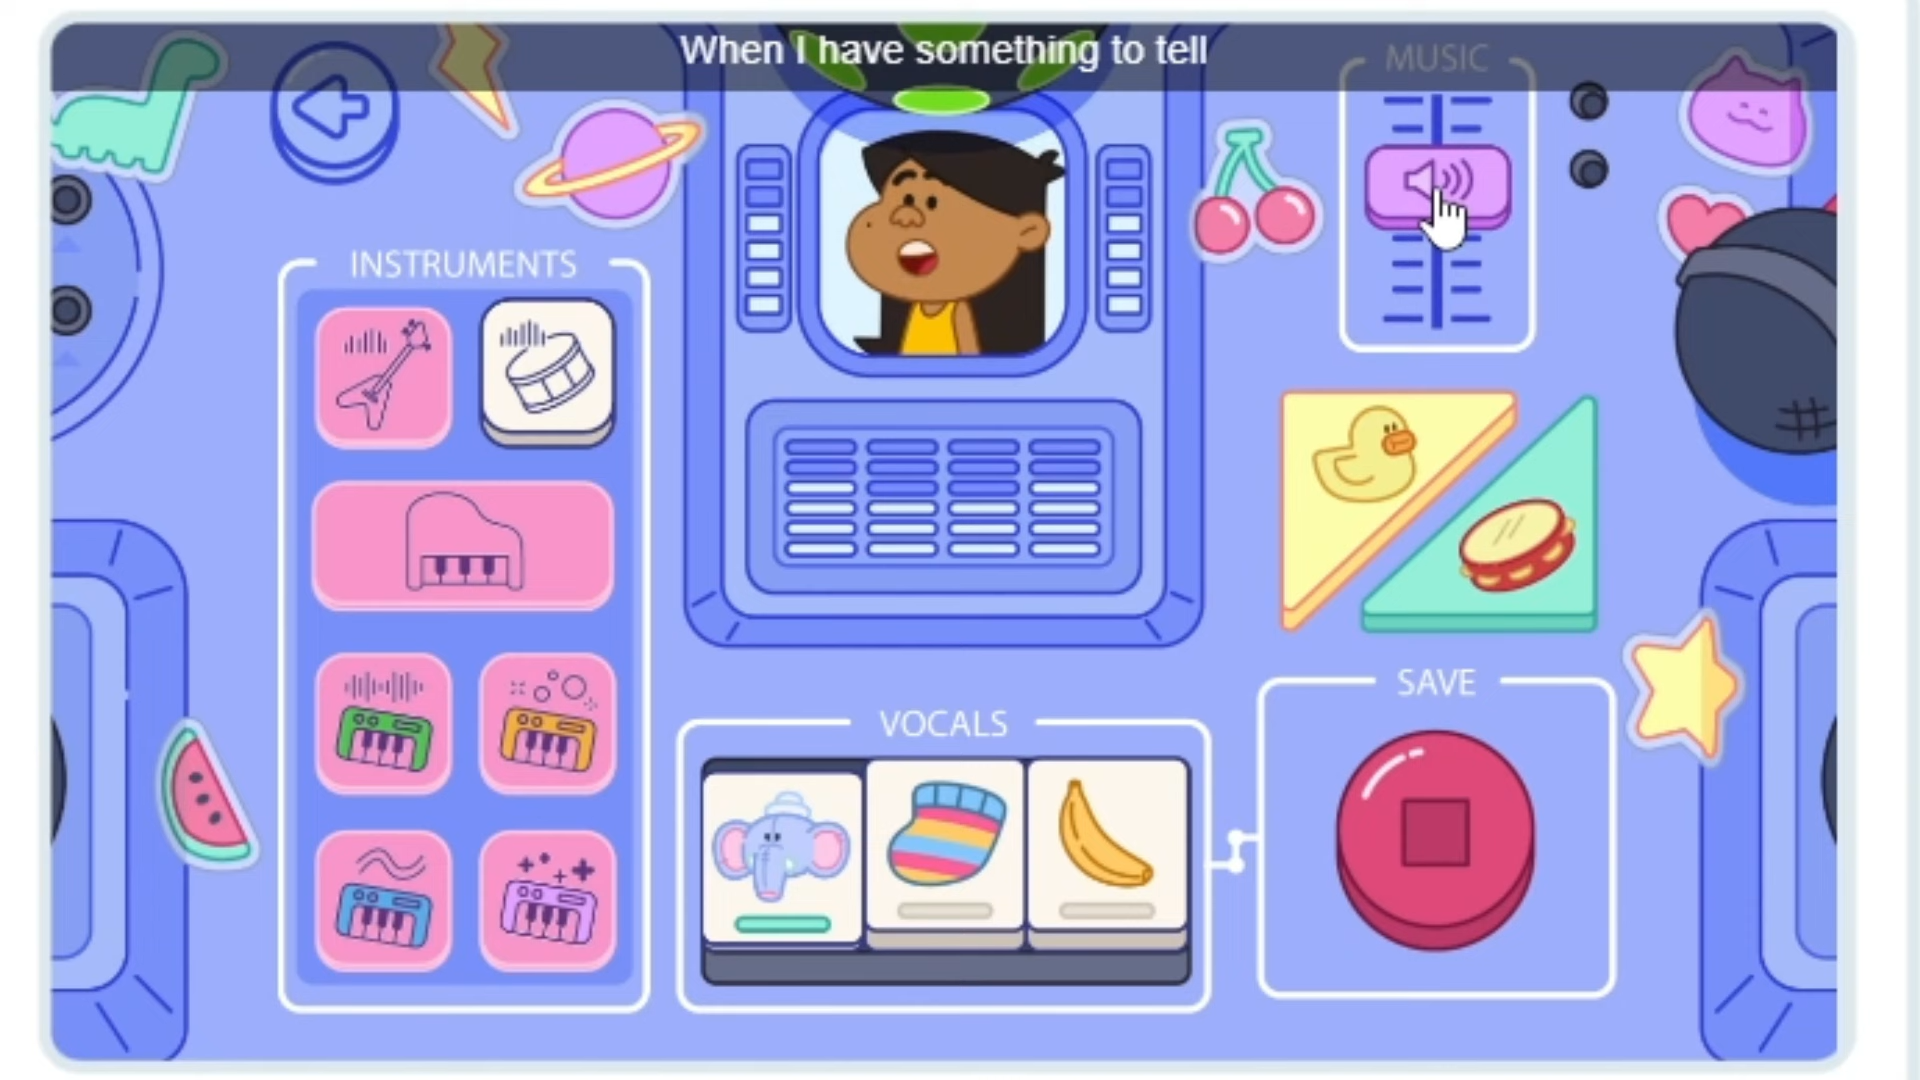 When I have something to tell
MUSIC
INSTRUMENTS
VOCALS
SAVE